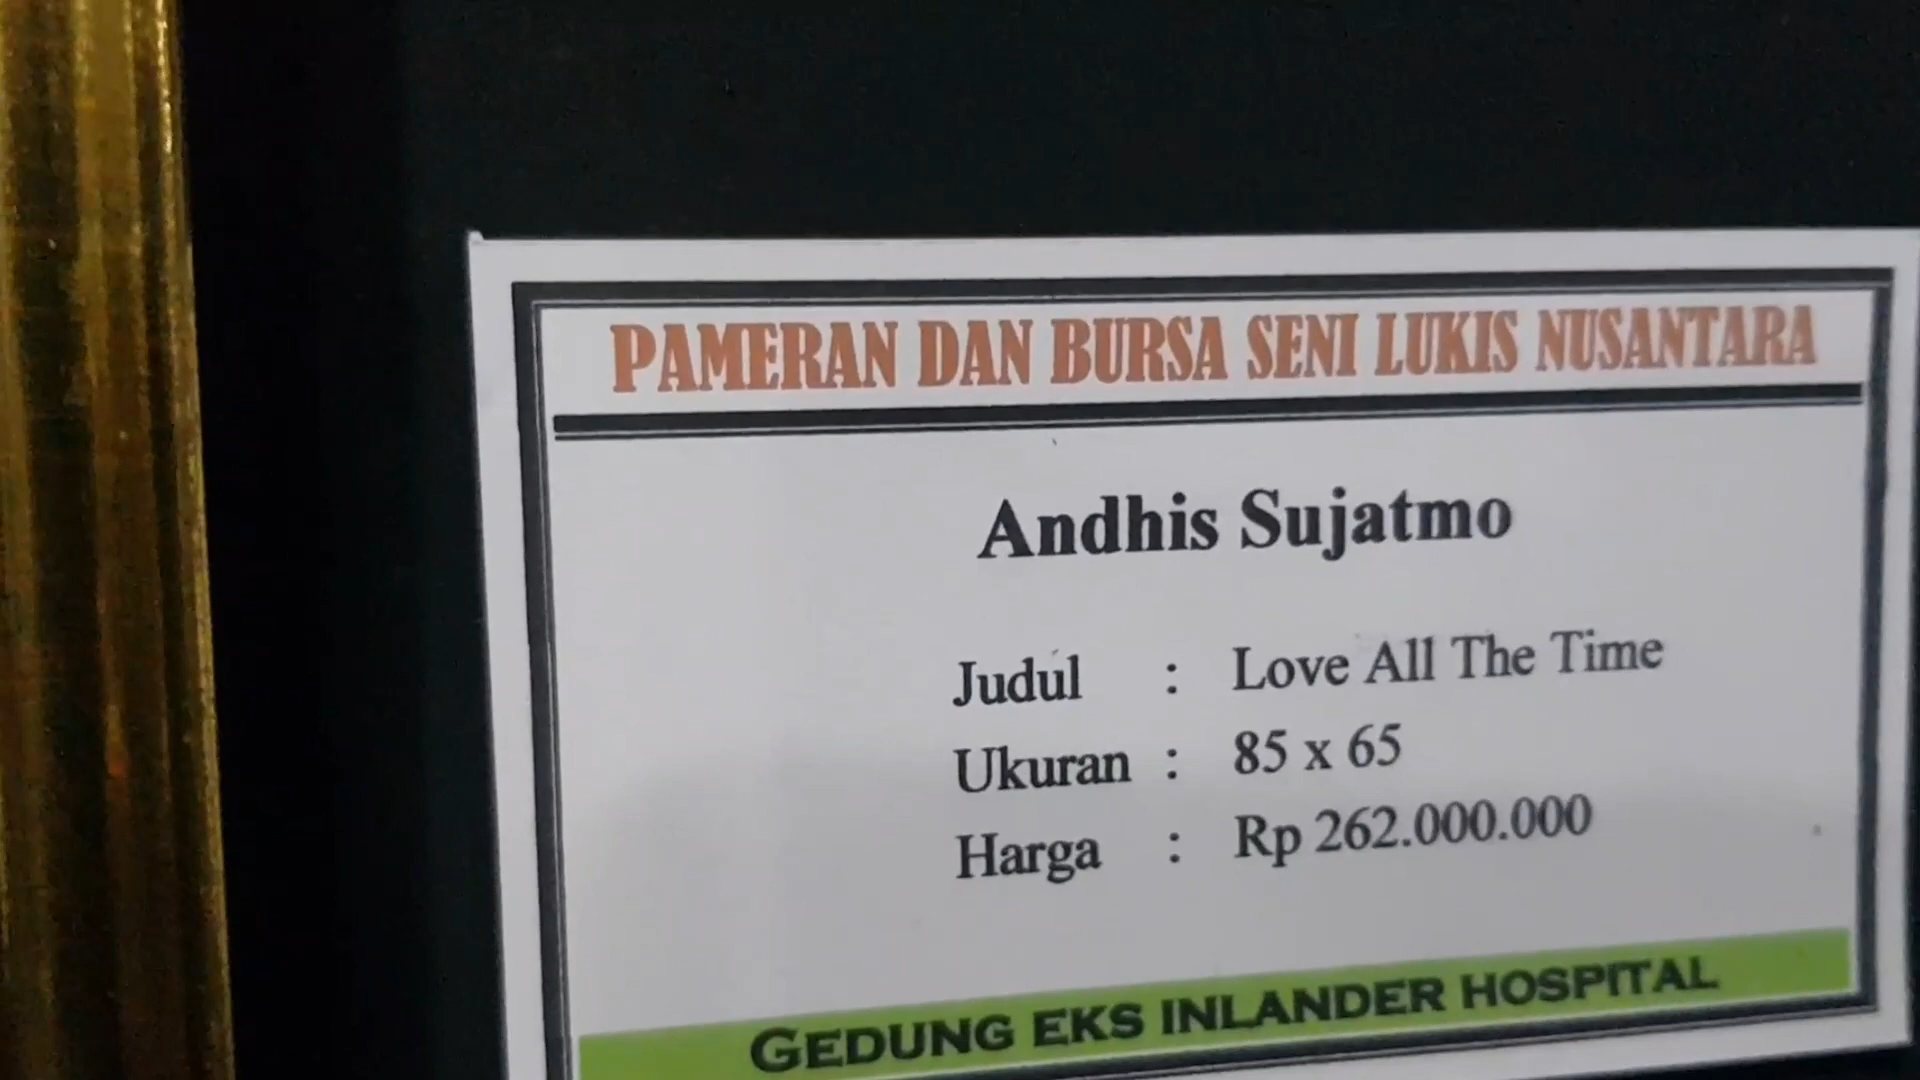 PAMERAN DAN BURSA SENI LUKIS NUSANTARA
Andhis Sujatmo
Judul : Love All The Time
Ukuran : 85 x 65
Harga : Rp 262.000.000
GEDUNG EKS INLANDER HOSPITAL